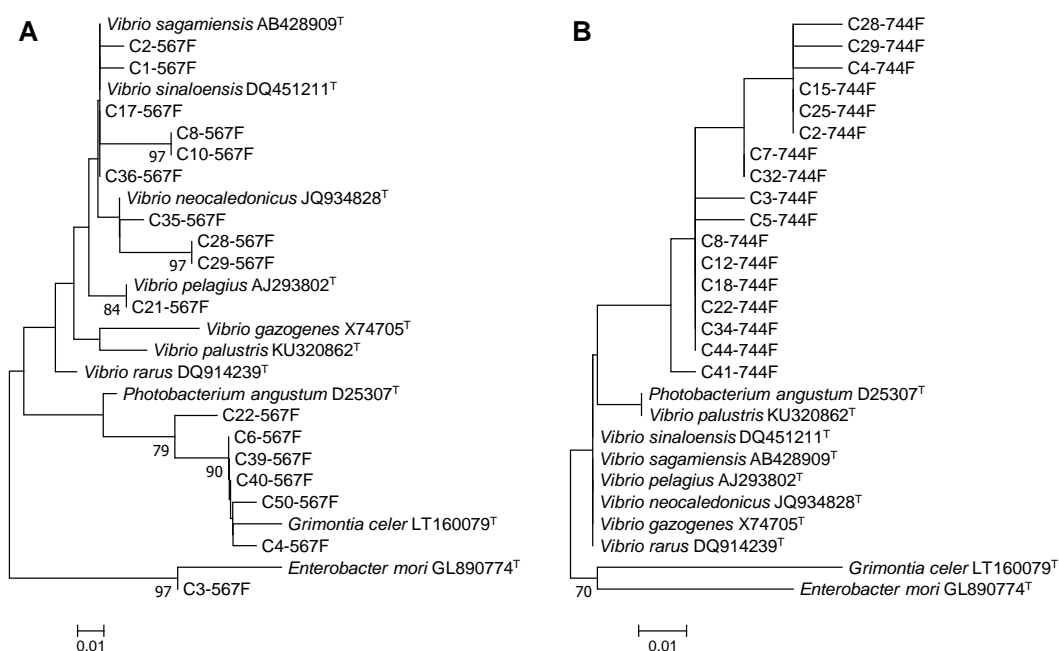 A
Vibrio sagamiensis AB428909T
C2-567F
C1-567F
Vibrio sinaloensis DQ451211T
C17-567F
C8-567F
97 C10-567F
C36-567F
Vibrio neocaledonicus JQ934828T
C35-567F
C28-567F
97 C29-567F
Vibrio pelagius AJ293802T
84 C21-567F
Vibrio gazogenes X74705T
Vibrio palustris KU320862T
Vibrio rarus DQ914239T
Photobacterium angustum D25307T
C22-567F
79 C6-567F
90 C39-567F
C40-567F
C50-567F
Grimontia celer LT160079T
C4-567F
Enterobacter mori GL890774T
97 C3-567F
0.01
B
C28-744F
C29-744F
C4-744F
C15-744F
C25-744F
C2-744F
C7-744F
C32-744F
C3-744F
C5-744F
C8-744F
C12-744F
C18-744F
C22-744F
C34-744F
C44-744F
C41-744F
Photobacterium angustum D25307T
Vibrio palustris KU320862T
Vibrio sinaloensis DQ451211T
Vibrio sagamiensis AB428909T
Vibrio pelagius AJ293802T
Vibrio neocaledonicus JQ934828T
Vibrio gazogenes X74705T
Vibrio rarus DQ914239T
Grimontia celer LT160079T
70 Enterobacter mori GL890774T
0.01